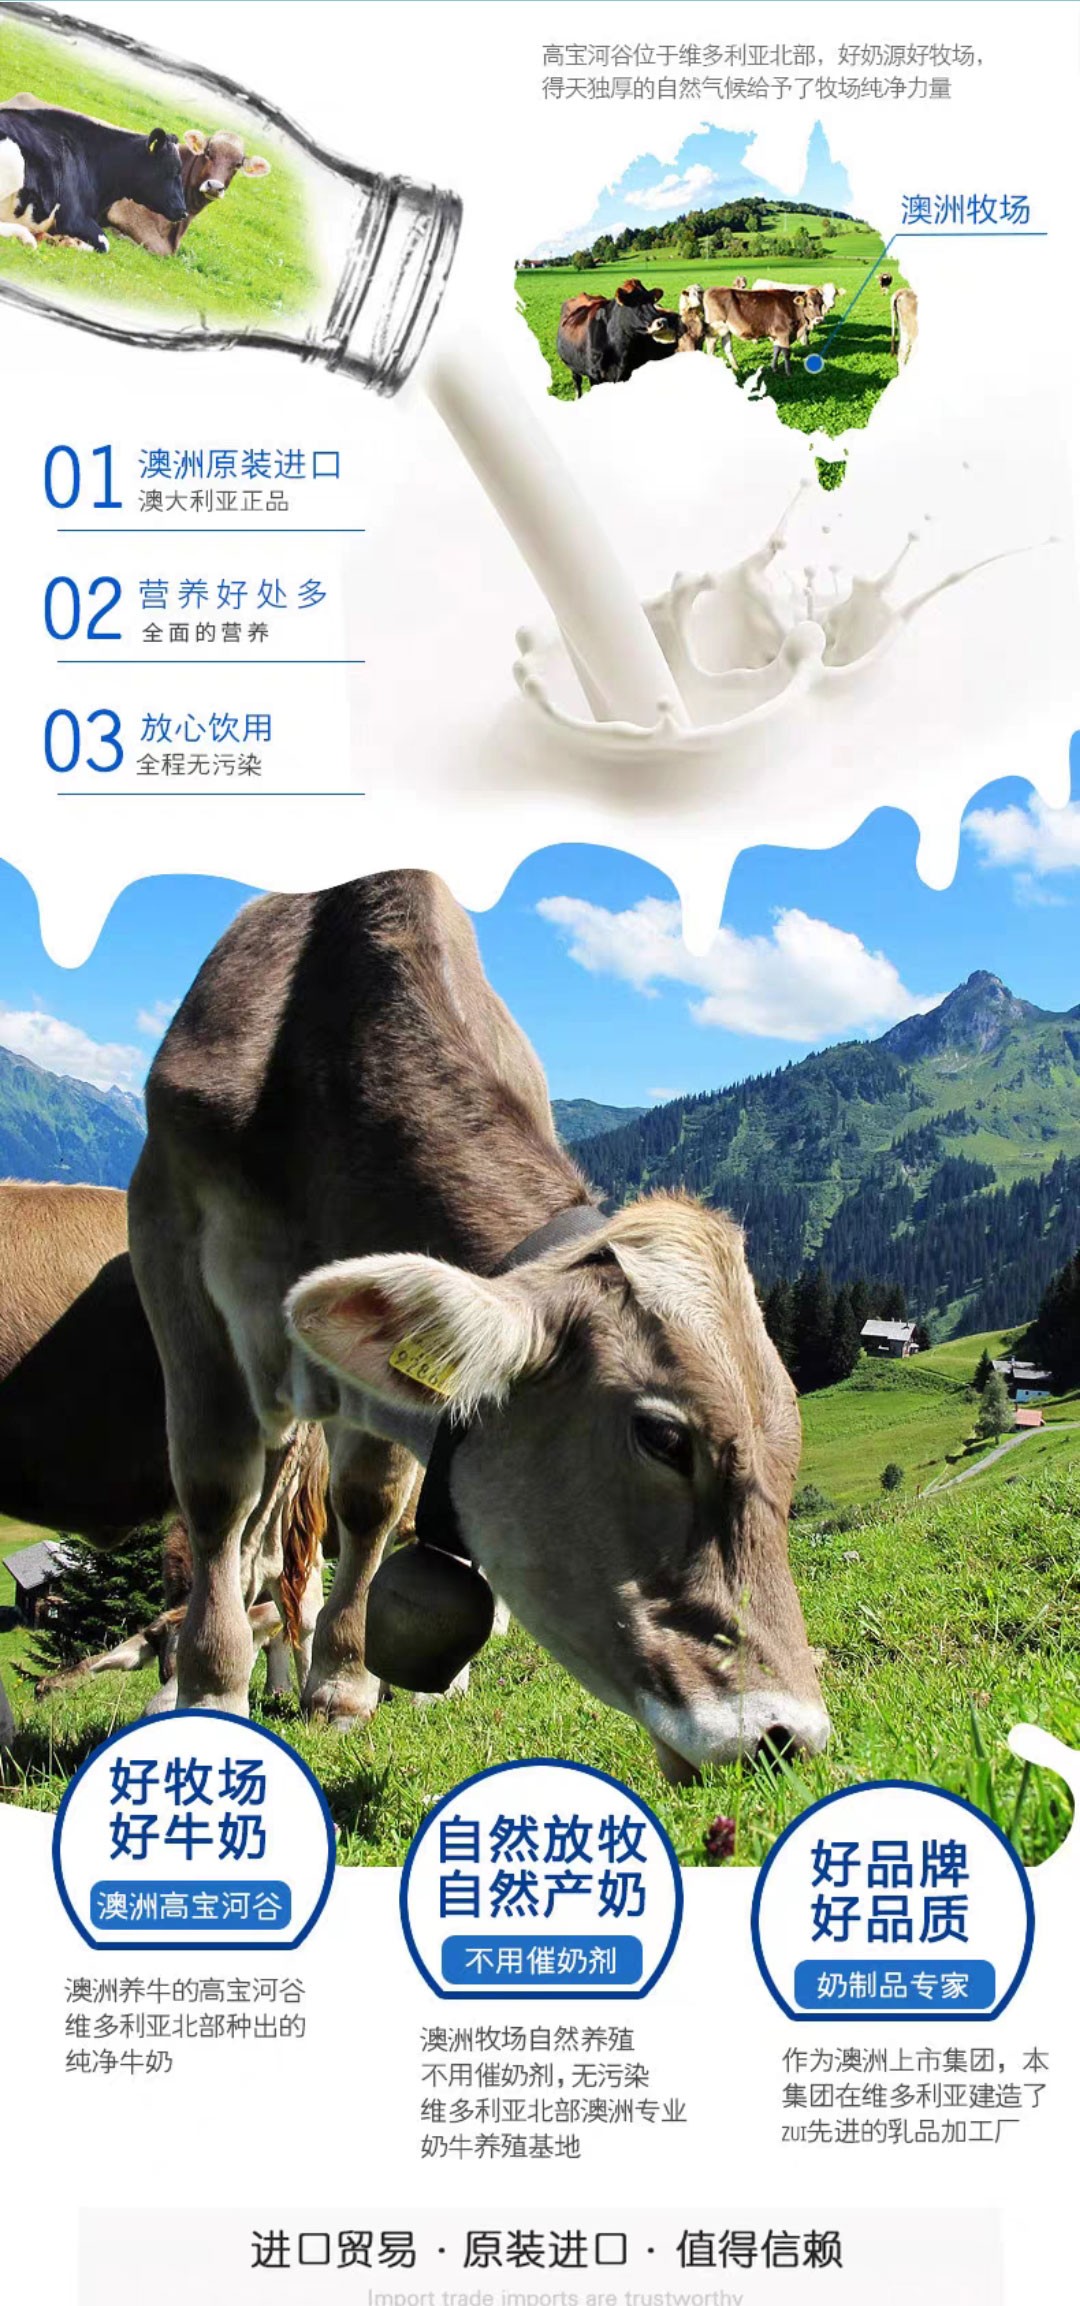 高宝河谷位于维多利亚北部，好奶源好牧场，
得天独厚的自然气候给予了牧场纯净力量
澳洲牧场
01 澳洲原装进口
澳大利亚正品
02 营养好处多
全面的营养
03 放心饮用
全程无污染
9786
好牧场
好牛奶
澳洲高宝河谷
澳洲养牛的高宝河谷
维多利亚北部种出的
纯净牛奶
自然放牧
自然产奶
不用催奶剂
澳洲牧场自然养殖
不用催奶剂，无污染
维多利亚北部澳洲专业
奶牛养殖基地
好品牌
好品质
奶制品专家
作为澳洲上市集团，本
集团在维多利亚建造了
ZUI先进的乳品加工厂
进口贸易 · 原装进口 · 值得信赖
Import trade imports are trustworthy